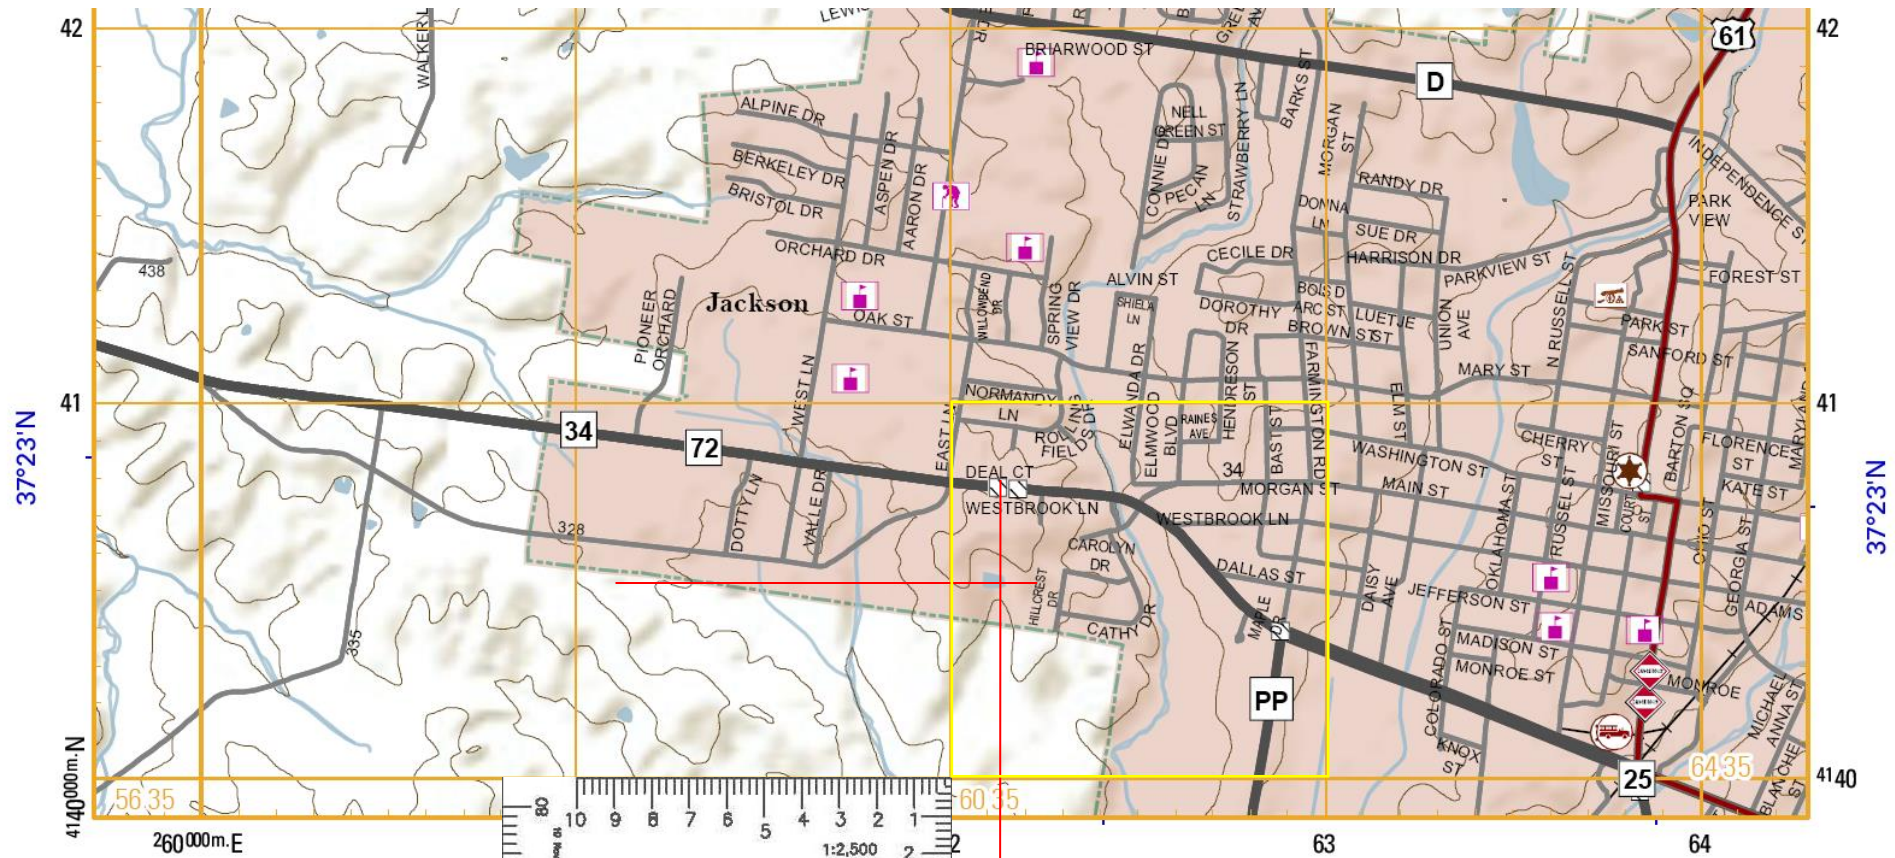 42
LEWIS
42
61
WALKER L
BRIARWOOD ST
D
BARKS ST
ALPINE DR
NELL
GREEN ST
STRAWBERRY LN
MORGAN
ST
BERKELEY DR
ASPEN DR
AARON DR
CONNIE DR
PECAN
LN
INDEPENDENCE ST
BRISTOL DR
RANDY DR
DONNA
LN
PARK
VIEW
SUE DR
ORCHARD DR
CECILE DR
HARRISON DR
PARKVIEW ST
438
ALVIN ST
FOREST ST
PIONEER
ORCHARD
Jackson
WILLOWBEND
DR
SPRING
VIEW DR
SHIELA
LN
DOROTHY
DR
BOIS D
ARC ST
LUETJE
ST
UNION
AVE
N RUSSELL ST
OAK ST
BROWN ST
PARK ST
SANFORD ST
MARY ST
WEST LN
ELWANDA DR
HENDRESON
ST
FARMINGTON RD
ELM ST
41
NORMANDY
LN
ROLLING
FIELDS DR
ELMWOOD
BLVD
RAINES
AVE
BARTON SQ
MARYLAND
41
37°23'N
34
72
EAST LN
BAST ST
WASHINGTON ST
CHERRY
ST
MISSOURI ST
FLORENCE
ST
37°23'N
DEAL CT
34
MORGAN ST
MAIN ST
KATE ST
DOTTY LN
VALLE DR
WESTBROOK LN
WESTBROOK LN
OKLAHOMA ST
RUSSEL ST
COURT
ST
OHIO ST
GEORGIA ST
328
CAROLYN
DR
DALLAS ST
DAISY
AVE
JEFFERSON ST
ADAMS
HILLCREST
DR
CATHY DR
MAPLE
DR
335
COLORADO ST
MADISON ST
MONROE ST
MONROE
PP
MICHAEL
ANNA ST
KNOX
ST
BLANCHE
ST
25
4140000m.N
56 35
60 35
64 35
4140
80
10 9 8 7 6 5 4 3 2 1
1:2,500
2
260000m.E
2
63
64